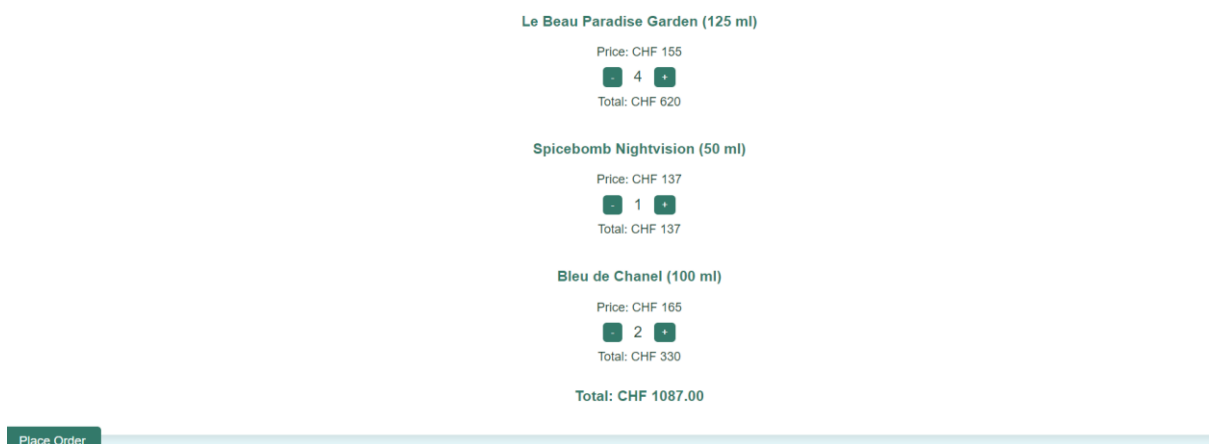 Le Beau Paradise Garden (125 ml)
Price: CHF 155
- 4 +
Total: CHF 620
Spicebomb Nightvision (50 ml)
Price: CHF 137
- 1 +
Total: CHF 137
Bleu de Chanel (100 ml)
Price: CHF 165
- 2 +
Total: CHF 330
Total: CHF 1087.00
Place Order